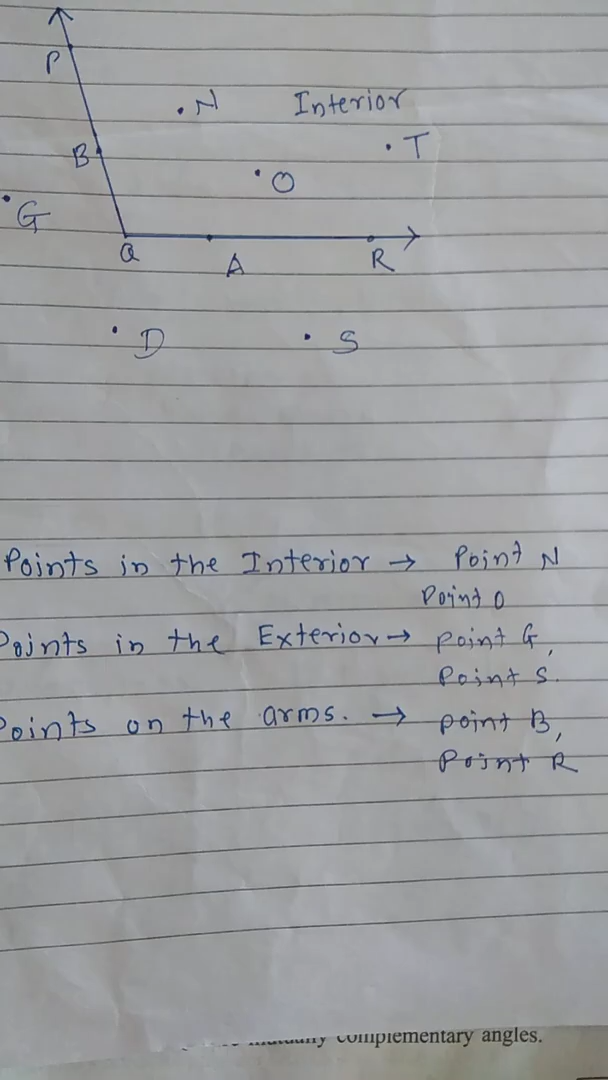 P
• N Interior
B • T
• O
G
Q A R
• D • S
Points in the Interior → Point N
Point O
Points in the Exterior → point G,
Point S.
Points on the arms. → point B,
Point R
complementary angles.